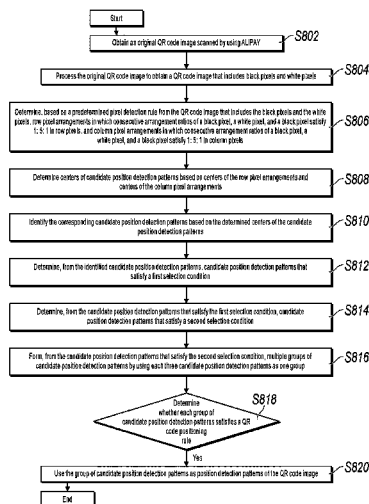 Start
S802
Obtain an original QR code image scanned by using ALIPAY
S804
Process the original QR code image to obtain a QR code image that includes black pixels and white pixels
S806
Determine, based on a predetermined pixel detection rule from the QR code image that includes the black pixels and the white
pixels, row pixel arrangements in which consecutive arrangement ratios of a black pixel, a white pixel, and a black pixel satisfy
1: 5: 1 in row pixels, and column pixel arrangements in which consecutive arrangement ratios of a black pixel, a
white pixel, and a black pixel satisfy 1: 5: 1 in column pixels
S808
Determine centers of candidate position detection patterns based on centers of the row pixel arrangements and
centers of the column pixel arrangements
S810
Identify the corresponding candidate position detection patterns based on the determined centers of the candidate
position detection patterns
S812
Determine, from the identified candidate position detection patterns, candidate position detection patterns that
satisfy a first selection condition
S814
Determine, from the candidate position detection patterns that satisfy the first selection condition, candidate
position detection patterns that satisfy a second selection condition
S816
Form, from the candidate position detection patterns that satisfy the second selection condition, multiple groups of
candidate position detection patterns by using each three candidate position detection patterns as one group
S818
Determine
whether each group of
candidate position detection patterns satisfies a QR
code positioning
rule
Yes
S820
Use the group of candidate position detection patterns as position detection patterns of the QR code image
End